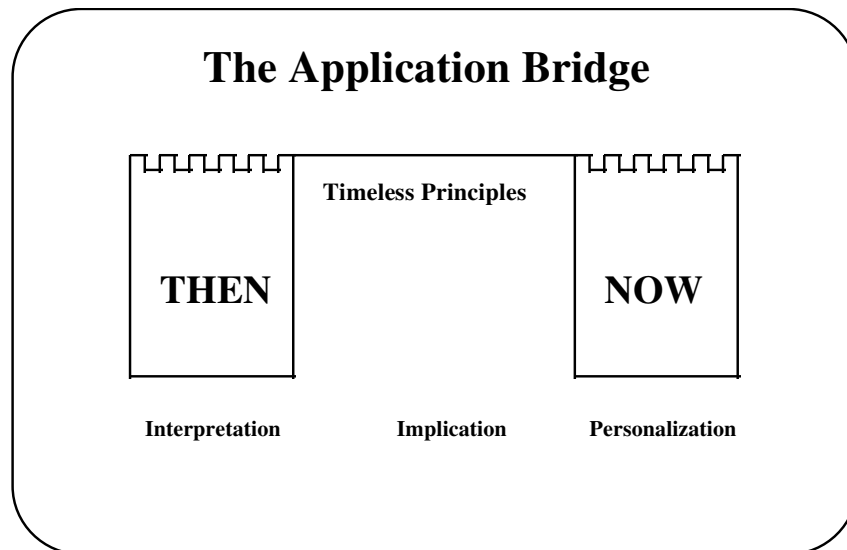 The Application Bridge
Timeless Principles
THEN
NOW
Interpretation
Implication
Personalization